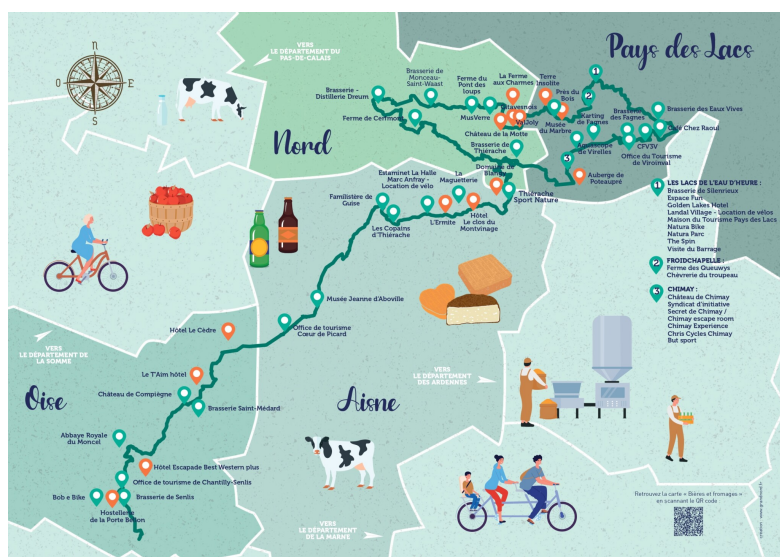 N
O
E
S
VERS
LE DÉPARTEMENT DU
PAS-DE-CALAIS
Pays des Lacs
Nord
Brasserie -
Distillerie Dreum
Brasserie de
Monceau-
Saint-Waast
Ferme du
Pont des
loups
La Ferme
aux Charmes
Terre
Insolite
Près du
Bois
1
2
Ferme de Cerfmont
MusVerre
ValJoly
Château de la Motte
Musée
du Marbre
Karting
de Fagnes
Brasserie
des Fagnes
Brasserie des Eaux Vives
Café Chez Raoul
Aquascope
de Virelles
CFV3V
Office du Tourisme
de Viroinval
Brasserie de
Thiérache
3
Auberge de
Poteaupré
Domaine de
Blangy
Thiérache
Sport Nature
Estaminet La Halle
Marc Antray -
Location de vélo
La
Maguetterie
Familistère de
Guise
Les Copains
d'Thiérache
L'Ermite
Hôtel
Le clos du
Montvinage
1 LES LACS DE L'EAU D'HEURE :
Brasserie de Silenrieux
Espace Fun
Golden Lakes Hotel
Landal Village - Location de vélos
Maison du Tourisme Pays des Lacs
Natura Bike
Natura Parc
The Spin
Visite du Barrage
2 FROIDCHAPELLE :
Ferme des Queuwys
Chèvrerie du troupeau
3 CHIMAY :
Château de Chimay
Syndicat d'initiative
Secret de Chimay /
Chimay escape room
Chimay Experience
Chris Cycles Chimay
But sport
Musée Jeanne d'Aboville
Office de tourisme
Cœur de Picard
Hôtel Le Cèdre
VERS
LE DÉPARTEMENT DE
LA SOMME
VERS
LE DÉPARTEMENT
DES ARDENNES
Le T'Aim hôtel
Château de Compiègne
Brasserie Saint-Médard
Oise
Aisne
Abbaye Royale
du Moncel
Hôtel Escapade Best Western plus
Office de tourisme de Chantilly-Senlis
Bob e Bike
Brasserie de Senlis
Hostellerie
de la Porte Bellon
VERS
LE DÉPARTEMENT
DE LA MARNE
Retrouvez la carte « Bières et fromages »
en scannant le QR code